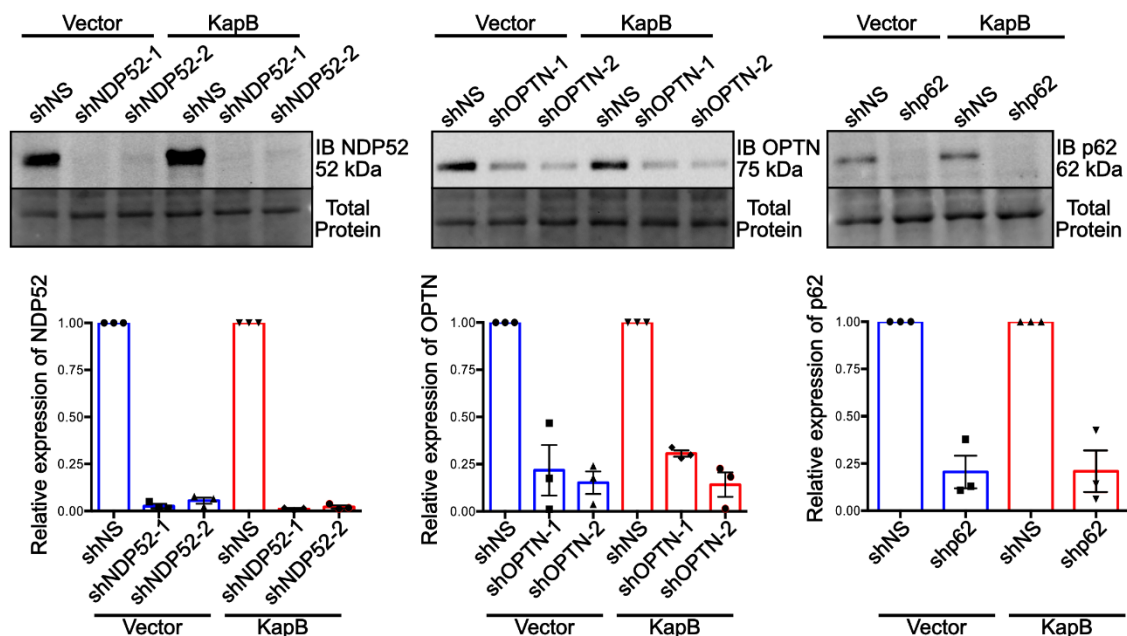 Vector KapB
shNS shNDP52-1 shNDP52-2 shNS shNDP52-1 shNDP52-2
IB NDP52
52 kDa
Total
Protein
Vector KapB
shNS shOPTN-1 shOPTN-2 shNS shOPTN-1 shOPTN-2
IB OPTN
75 kDa
Total
Protein
Vector KapB
shNS shp62 shNS shp62
IB p62
62 kDa
Total
Protein
Relative expression of NDP52
1.00
0.75
0.50
0.25
0
shNS shNDP52-1 shNDP52-2 shNS shNDP52-1 shNDP52-2
Vector KapB
Relative expression of OPTN
1.00
0.75
0.50
0.25
0
shNS shOPTN-1 shOPTN-2 shNS shOPTN-1 shOPTN-2
Vector KapB
Relative expression of p62
1.00
0.75
0.50
0.25
0
shNS shp62 shNS shp62
Vector KapB